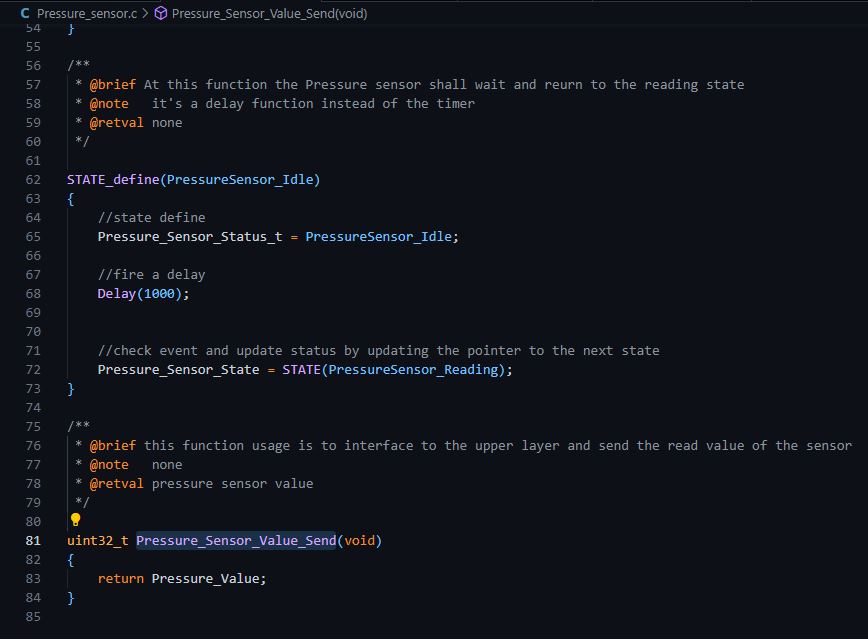 C Pressure_sensor.c > Pressure_Sensor_Value_Send(void)
54 }
55
56 /**
57 * @brief At this function the Pressure sensor shall wait and reurn to the reading state
58 * @note it's a delay function instead of the timer
59 * @retval none
60 */
61
62 STATE_define(PressureSensor_Idle)
63 {
64 //state define
65 Pressure_Sensor_Status_t = PressureSensor_Idle;
66
67 //fire a delay
68 Delay(1000);
69
70
71 //check event and update status by updating the pointer to the next state
72 Pressure_Sensor_State = STATE(PressureSensor_Reading);
73 }
74
75 /**
76 * @brief this function usage is to interface to the upper layer and send the read value of the sensor
77 * @note none
78 * @retval pressure sensor value
79 */
80
81 uint32_t Pressure_Sensor_Value_Send(void)
82 {
83 return Pressure_Value;
84 }
85